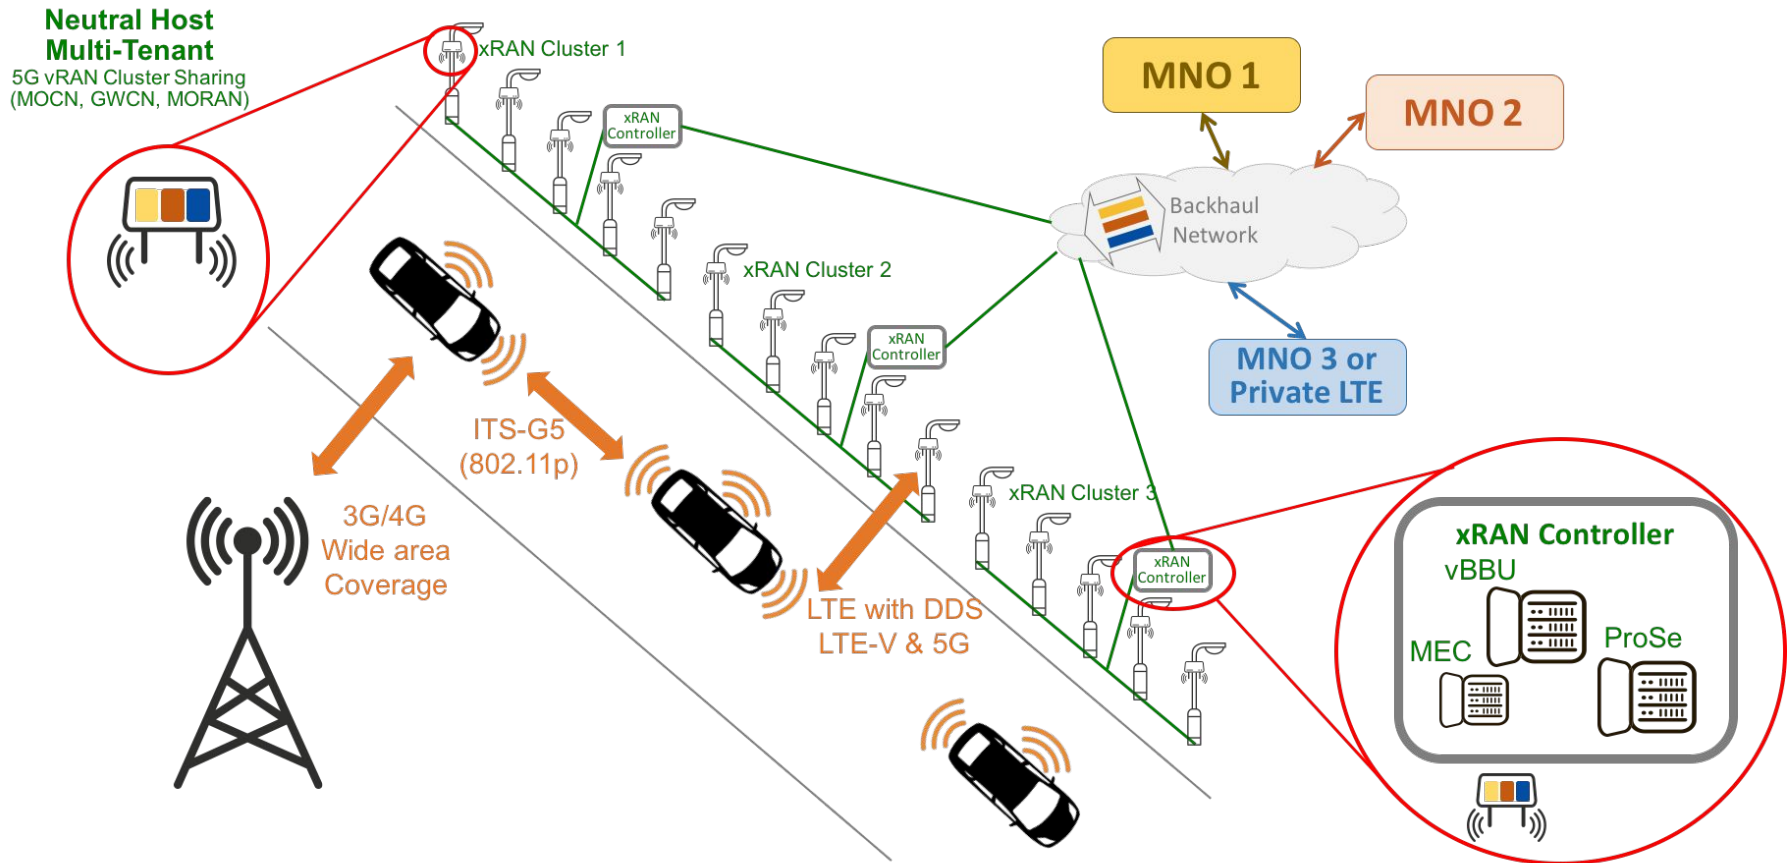 Neutral Host
Multi-Tenant
5G vRAN Cluster Sharing
(MOCN, GWCN, MORAN)
xRAN Cluster 1
xRAN
Controller
MNO 1
MNO 2
Backhaul
Network
MNO 3 or
Private LTE
xRAN Cluster 2
xRAN
Controller
ITS-G5
(802.11p)
3G/4G
Wide area
Coverage
xRAN Cluster 3
xRAN
Controller
LTE with DDS
LTE-V & 5G
xRAN Controller
vBBU
MEC
ProSe